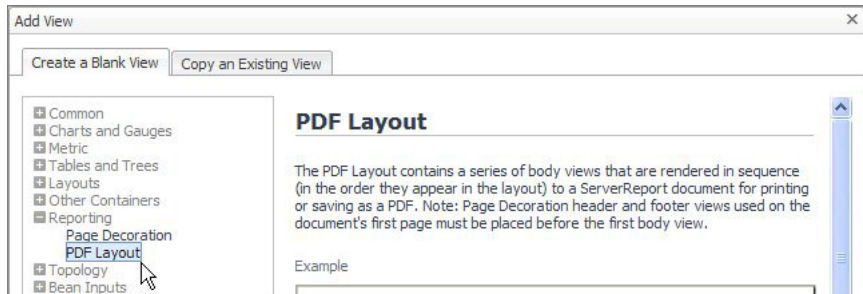 Add View
Create a Blank View
Copy an Existing View
Common
Charts and Gauges
Metric
Tables and Trees
Layouts
Other Containers
Reporting
Page Decoration
PDF Layout
Topology
Bean Inputs
PDF Layout
The PDF Layout contains a series of body views that are rendered in sequence
(in the order they appear in the layout) to a ServerReport document for printing
or saving as a PDF. Note: Page Decoration header and footer views used on the
document's first page must be placed before the first body view.
Example